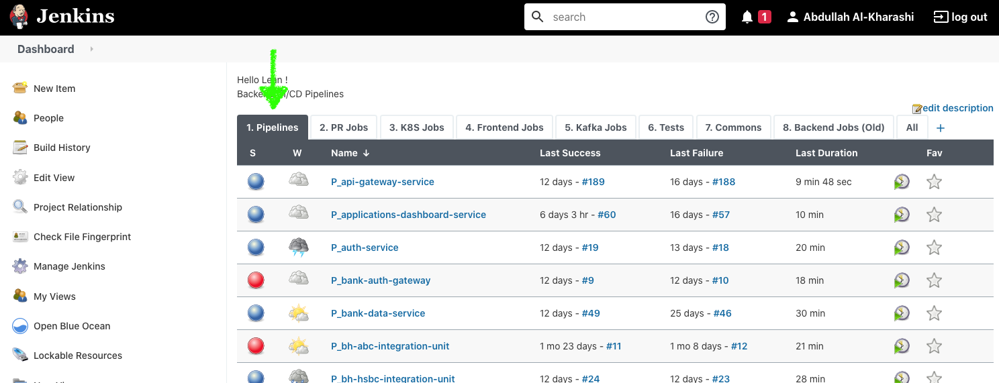 Jenkins
search
1
Abdullah Al-Kharashi
log out
Dashboard
New Item
People
Build History
Edit View
Project Relationship
Check File Fingerprint
Manage Jenkins
My Views
Open Blue Ocean
Lockable Resources
Hello !
CD Pipelines
edit description
1. Pipelines 2. PR Jobs 3. K8S Jobs 4. Frontend Jobs 5. Kafka Jobs 6. Tests 7. Commons 8. Backend Jobs (Old) All +
S W Name ↓ Last Success Last Failure Last Duration Fav
P_api-gateway-service 12 days - #189 16 days - #188 9 min 48 sec
P_applications-dashboard-service 6 days 3 hr - #60 16 days - #57 10 min
P_auth-service 12 days - #19 13 days - #18 20 min
P_bank-auth-gateway 12 days - #9 12 days - #10 18 min
P_bank-data-service 12 days - #49 25 days - #46 30 min
P_bh-abc-integration-unit 1 mo 23 days - #11 1 mo 8 days - #12 21 min
P_bh-hsbc-integration-unit 12 days - #24 12 days - #23 28 min